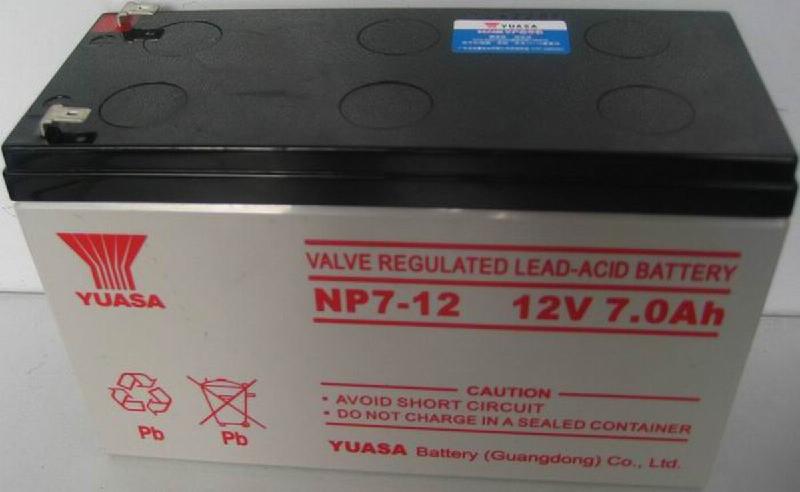 YUASA
YUASA
VALVE REGULATED LEAD-ACID BATTERY
NP7-12 12V 7.0Ah
CAUTION
• AVOID SHORT CIRCUIT
• DO NOT CHARGE IN A SEALED CONTAINER
Pb
Pb
YUASA Battery (Guangdong) Co., Ltd.